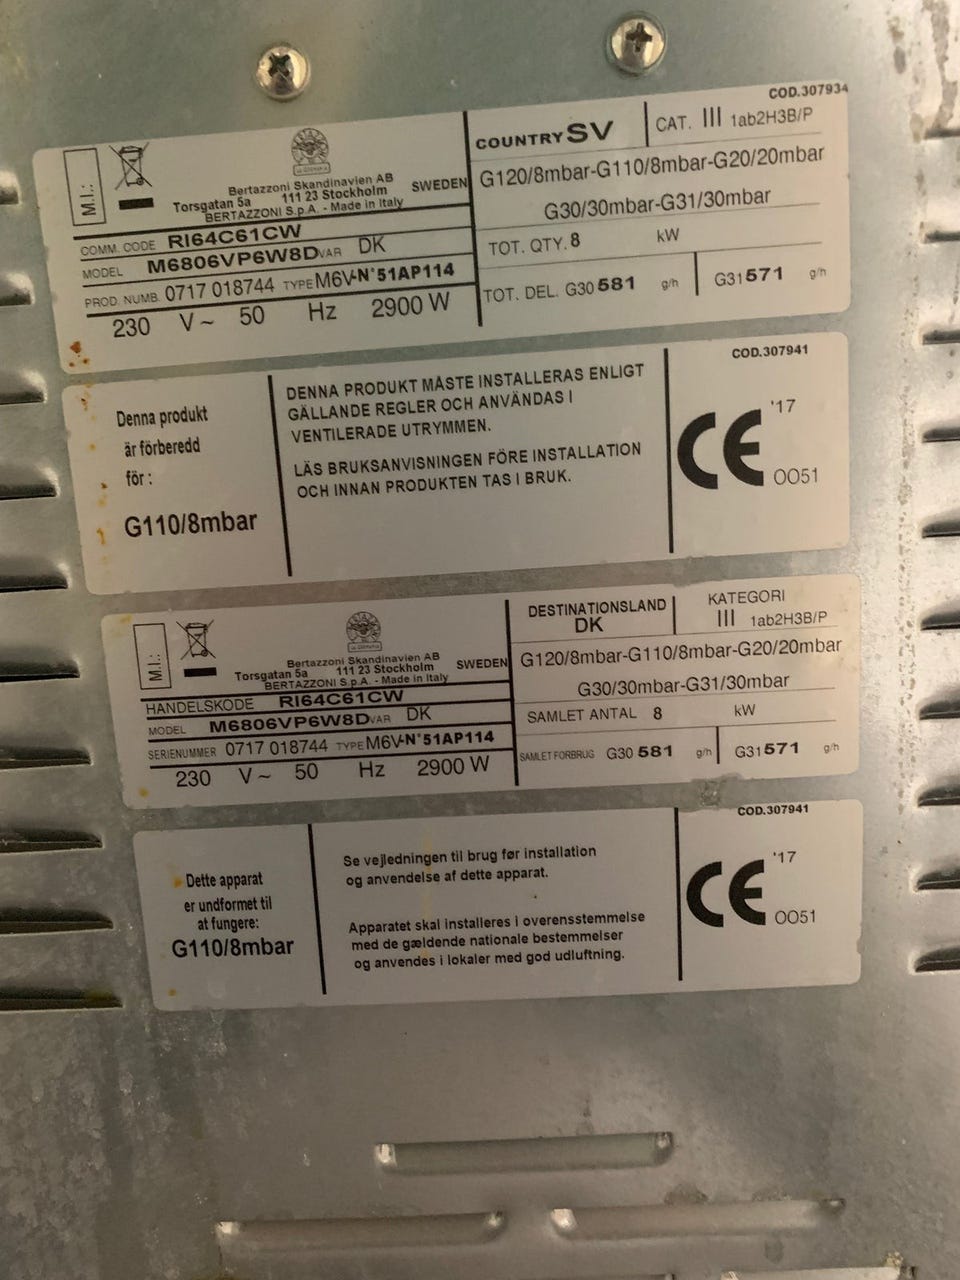 COD.307934
M.I.:
Bertazzoni Skandinavien AB
Torsgatan 5a 111 23 Stockholm SWEDEN
BERTAZZONI S.p.A. - Made in Italy
COMM. CODE RI64C61CW
MODEL M6806VP6W8D VAR DK
PROD. NUMB. 0717 018744 TYPE M6V-N°51AP114
230 V~ 50 Hz 2900 W
COUNTRY SV CAT. III 1ab2H3B/P
G120/8mbar-G110/8mbar-G20/20mbar
G30/30mbar-G31/30mbar
TOT. QTY. 8 kW
TOT. DEL. G30 581 g/h G31 571 g/h
COD.307941
Denna produkt
är förberedd
för :
G110/8mbar
DENNA PRODUKT MÅSTE INSTALLERAS ENLIGT
GÄLLANDE REGLER OCH ANVÄNDAS I
VENTILERADE UTRYMMEN.
LÄS BRUKSANVISNINGEN FÖRE INSTALLATION
OCH INNAN PRODUKTEN TAS I BRUK.
CE '17
0051
M.I.:
Bertazzoni Skandinavien AB
Torsgatan 5a 111 23 Stockholm SWEDEN
BERTAZZONI S.p.A. - Made in Italy
HANDELSKODE RI64C61CW
MODEL M6806VP6W8D VAR DK
SERIENUMMER 0717 018744 TYPE M6V-N°51AP114
230 V~ 50 Hz 2900 W
DESTINATIONSLAND KATEGORI
DK III 1ab2H3B/P
G120/8mbar-G110/8mbar-G20/20mbar
G30/30mbar-G31/30mbar
SAMLET ANTAL 8 kW
SAMLET FORBRUG G30 581 g/h G31 571 g/h
COD.307941
Dette apparat
er undformet til
at fungere:
G110/8mbar
Se vejledningen til brug før installation
og anvendelse af dette apparat.
Apparatet skal installeres i overensstemmelse
med de gældende nationale bestemmelser
og anvendes i lokaler med god udluftning.
CE '17
0051